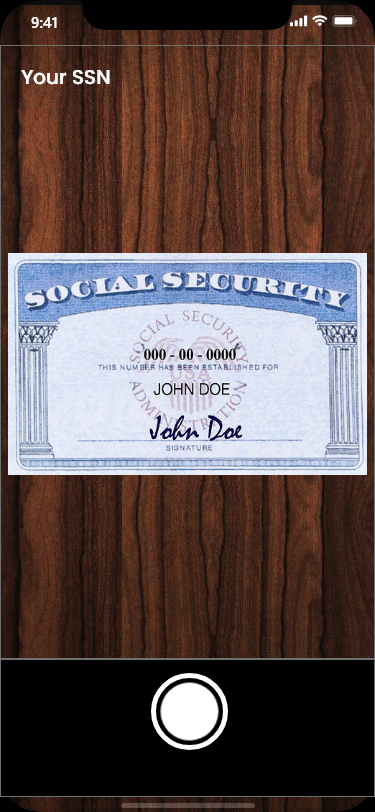 9:41
Your SSN
SOCIAL SECURITY
SOCIAL SECURITY
000 - 00 - 0000
THIS NUMBER HAS BEEN ESTABLISHED FOR
USA
JOHN DOE
ADMINISTRATION
John Doe
SIGNATURE